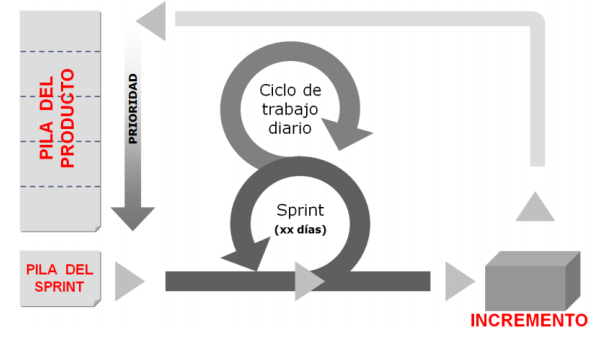 PILA DEL
PRODUCTO
PRIORIDAD
Ciclo de
trabajo
diario
Sprint
(xx días)
PILA DEL
SPRINT
INCREMENTO